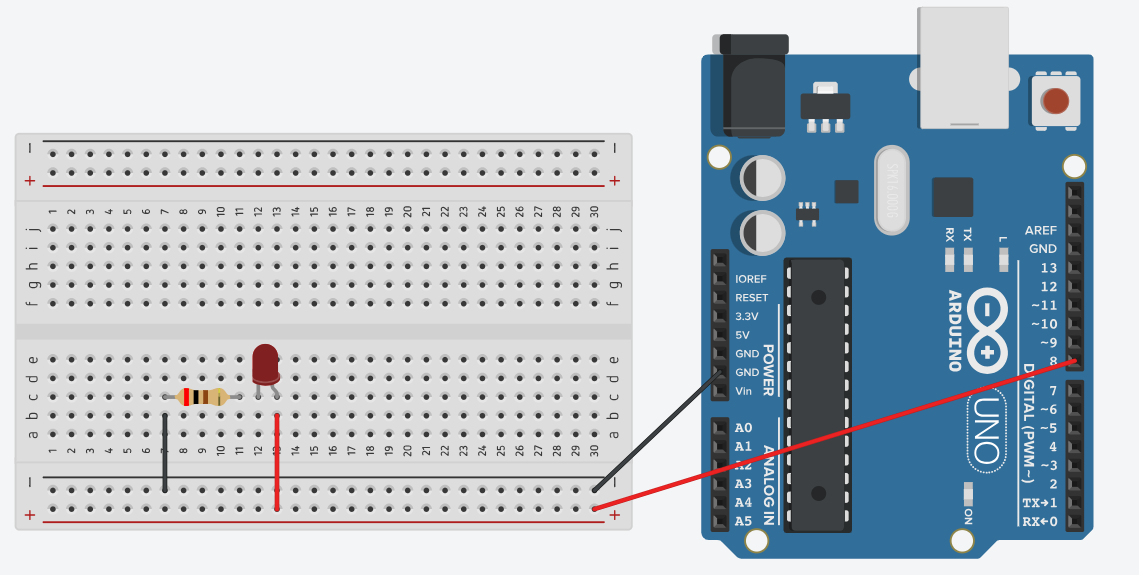 − −
+ +
1 2 3 4 5 6 7 8 9 10 11 12 13 14 15 16 17 18 19 20 21 22 23 24 25 26 27 28 29 30
j j
i i
h h
g g
f f
e e
d d
c c
b b
a a
1 2 3 4 5 6 7 8 9 10 11 12 13 14 15 16 17 18 19 20 21 22 23 24 25 26 27 28 29 30
− −
+ +
IOREF
RESET
3.3V
5V
GND
GND
Vin
POWER
A0
A1
A2
A3
A4
A5
ANALOG IN
RX
TX
L
ARDUINO
UNO
ON
AREF
GND
13
12
~11
~10
~9
8
7
~6
~5
4
~3
2
TX→1
RX←0
DIGITAL (PWM~)